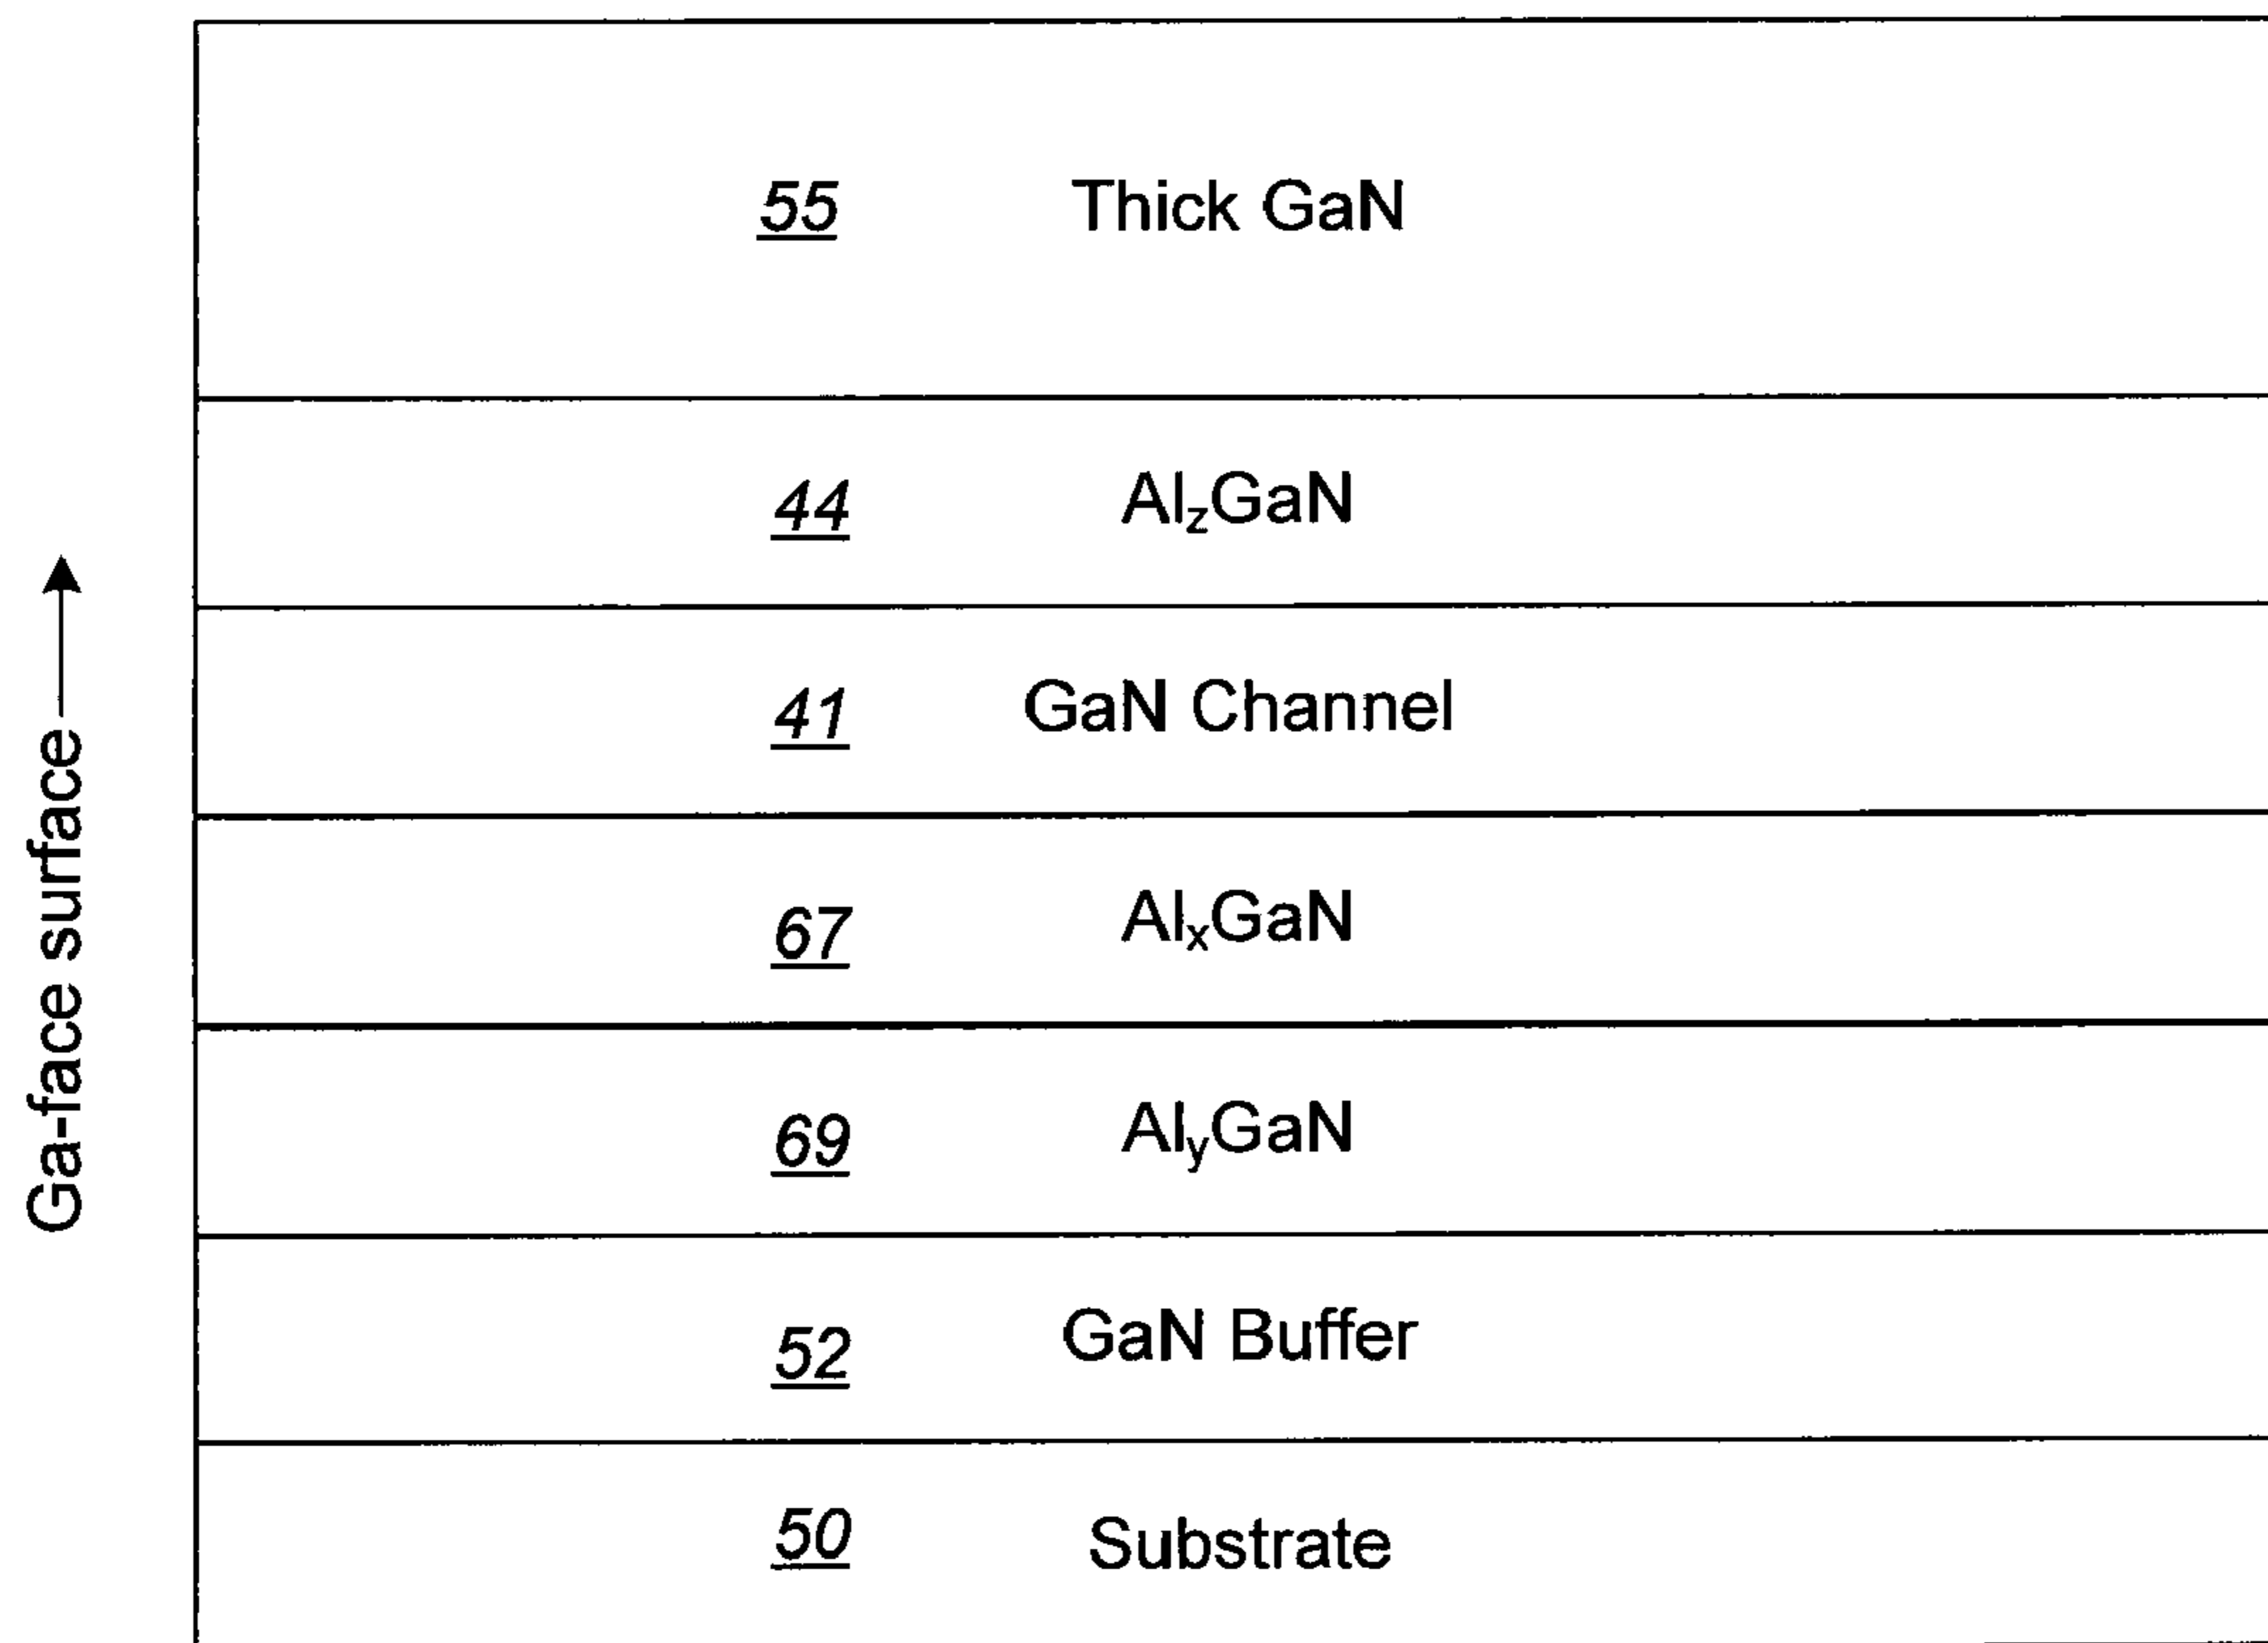 55 Thick GaN
44 AlzGaN
41 GaN Channel
67 AlxGaN
69 AlyGaN
52 GaN Buffer
50 Substrate
Ga-face surface